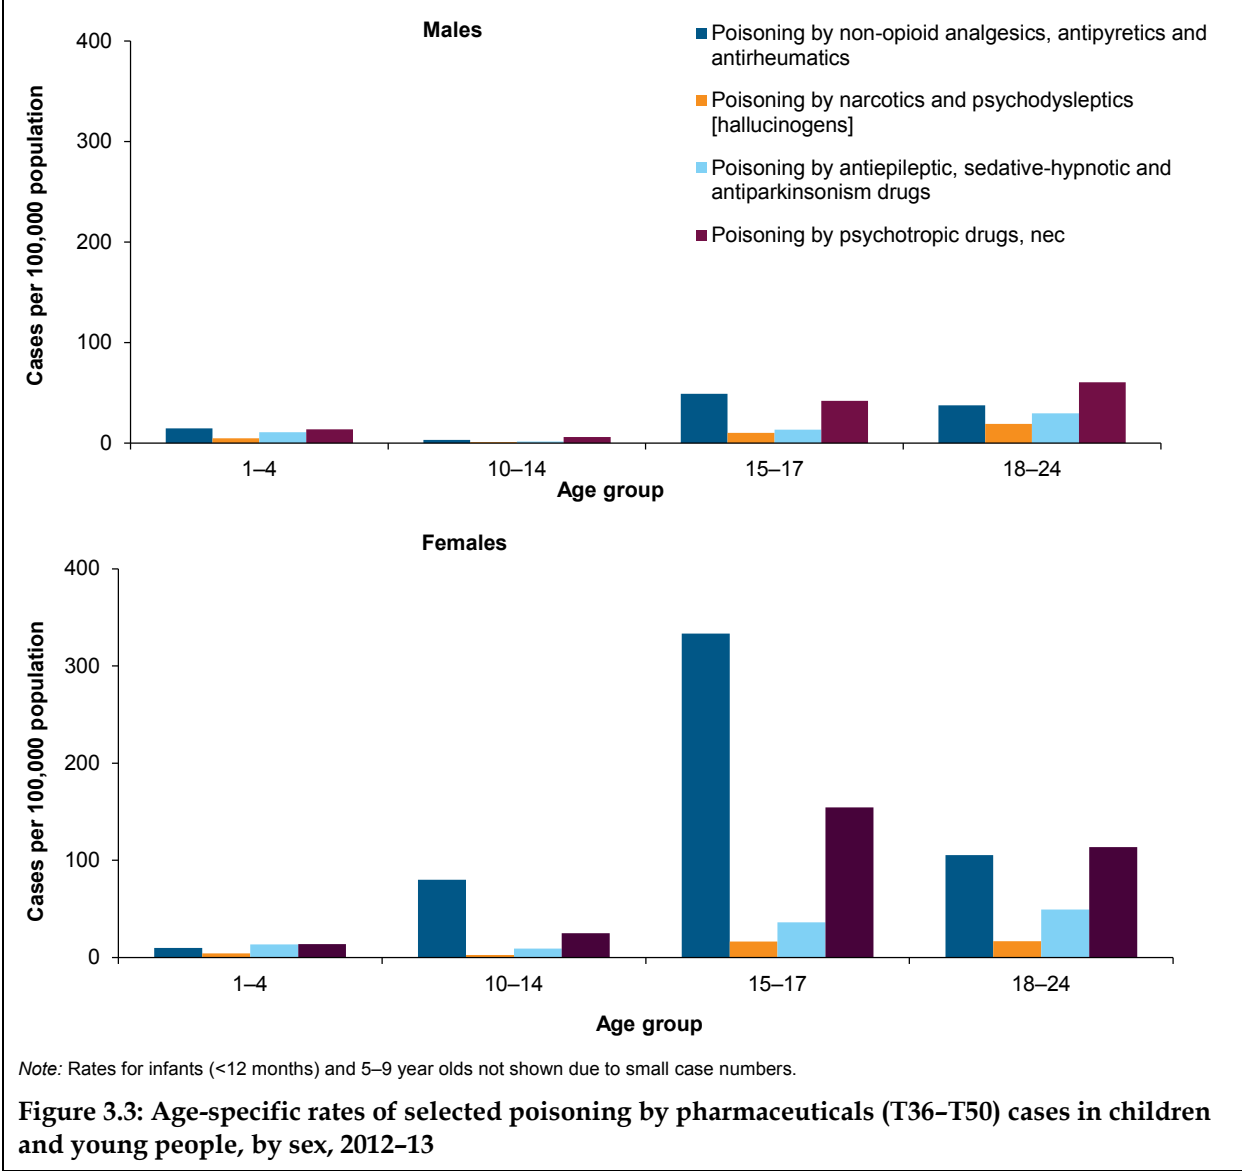 Males
400
300
200
100
0
Cases per 100,000 population
Poisoning by non-opioid analgesics, antipyretics and
antirheumatics
Poisoning by narcotics and psychodysleptics
[hallucinogens]
Poisoning by antiepileptic, sedative-hypnotic and
antiparkinsonism drugs
Poisoning by psychotropic drugs, nec
1–4 10–14 15–17 18–24
Age group
Females
400
300
200
100
0
Cases per 100,000 population
1–4 10–14 15–17 18–24
Age group
Note: Rates for infants (<12 months) and 5–9 year olds not shown due to small case numbers.
Figure 3.3: Age-specific rates of selected poisoning by pharmaceuticals (T36–T50) cases in children
and young people, by sex, 2012–13